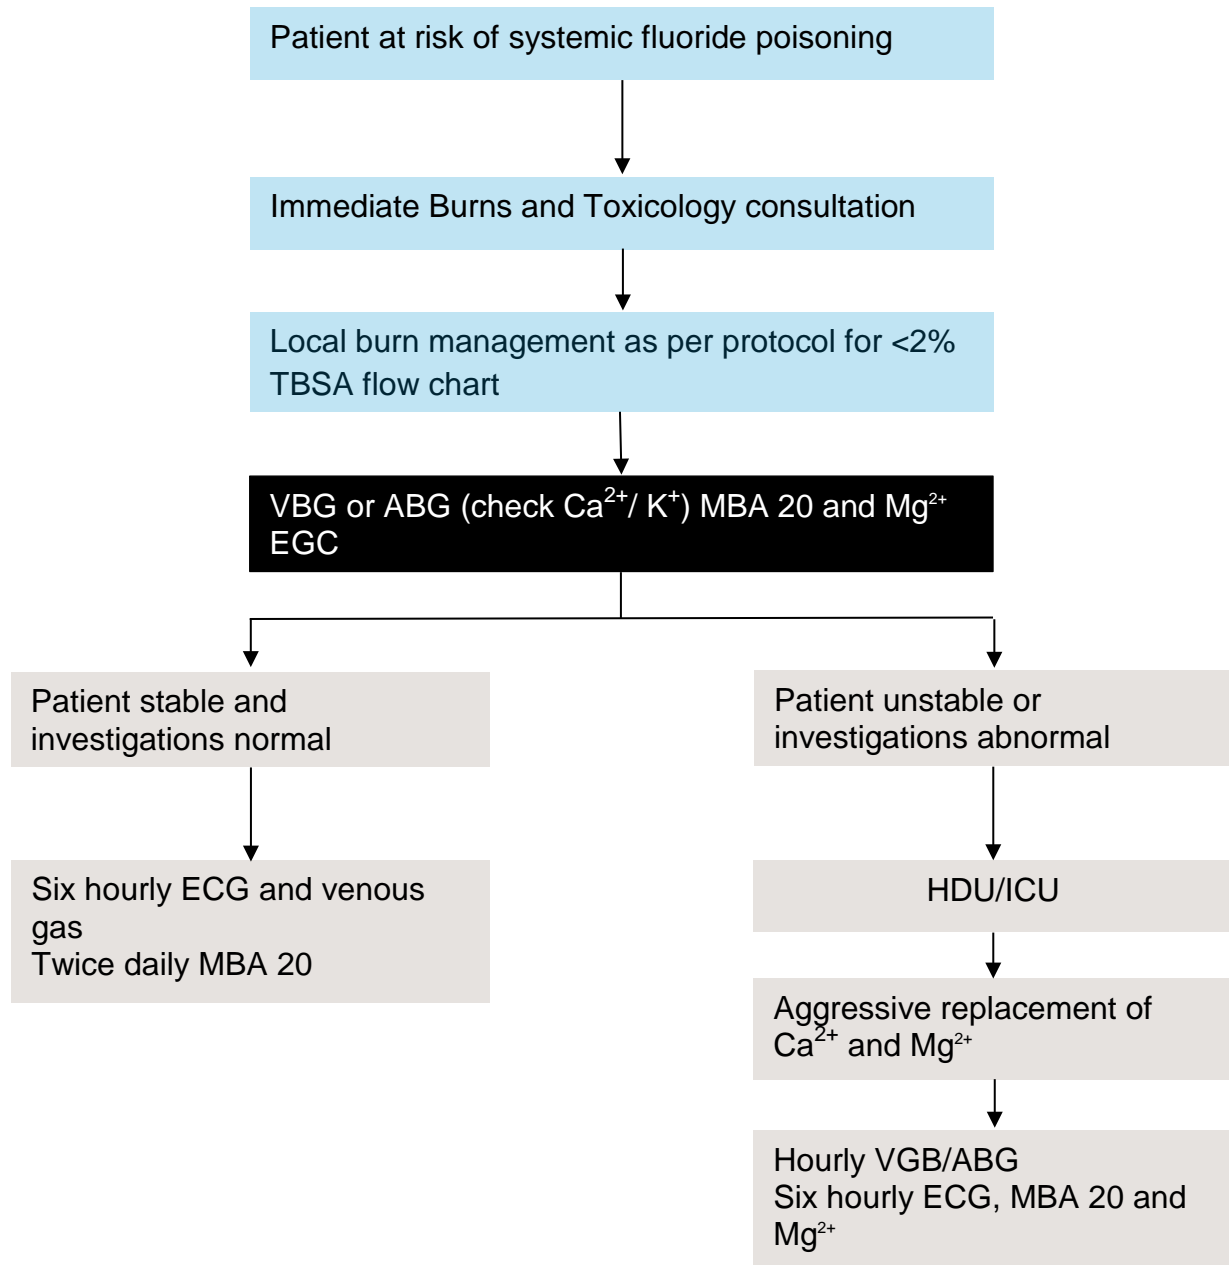 Patient at risk of systemic fluoride poisoning
Immediate Burns and Toxicology consultation
Local burn management as per protocol for <2%
TBSA flow chart
VBG or ABG (check Ca²⁺/ K⁺) MBA 20 and Mg²⁺
EGC
Patient stable and
investigations normal
Patient unstable or
investigations abnormal
Six hourly ECG and venous
gas
Twice daily MBA 20
HDU/ICU
Aggressive replacement of
Ca²⁺ and Mg²⁺
Hourly VGB/ABG
Six hourly ECG, MBA 20 and
Mg²⁺